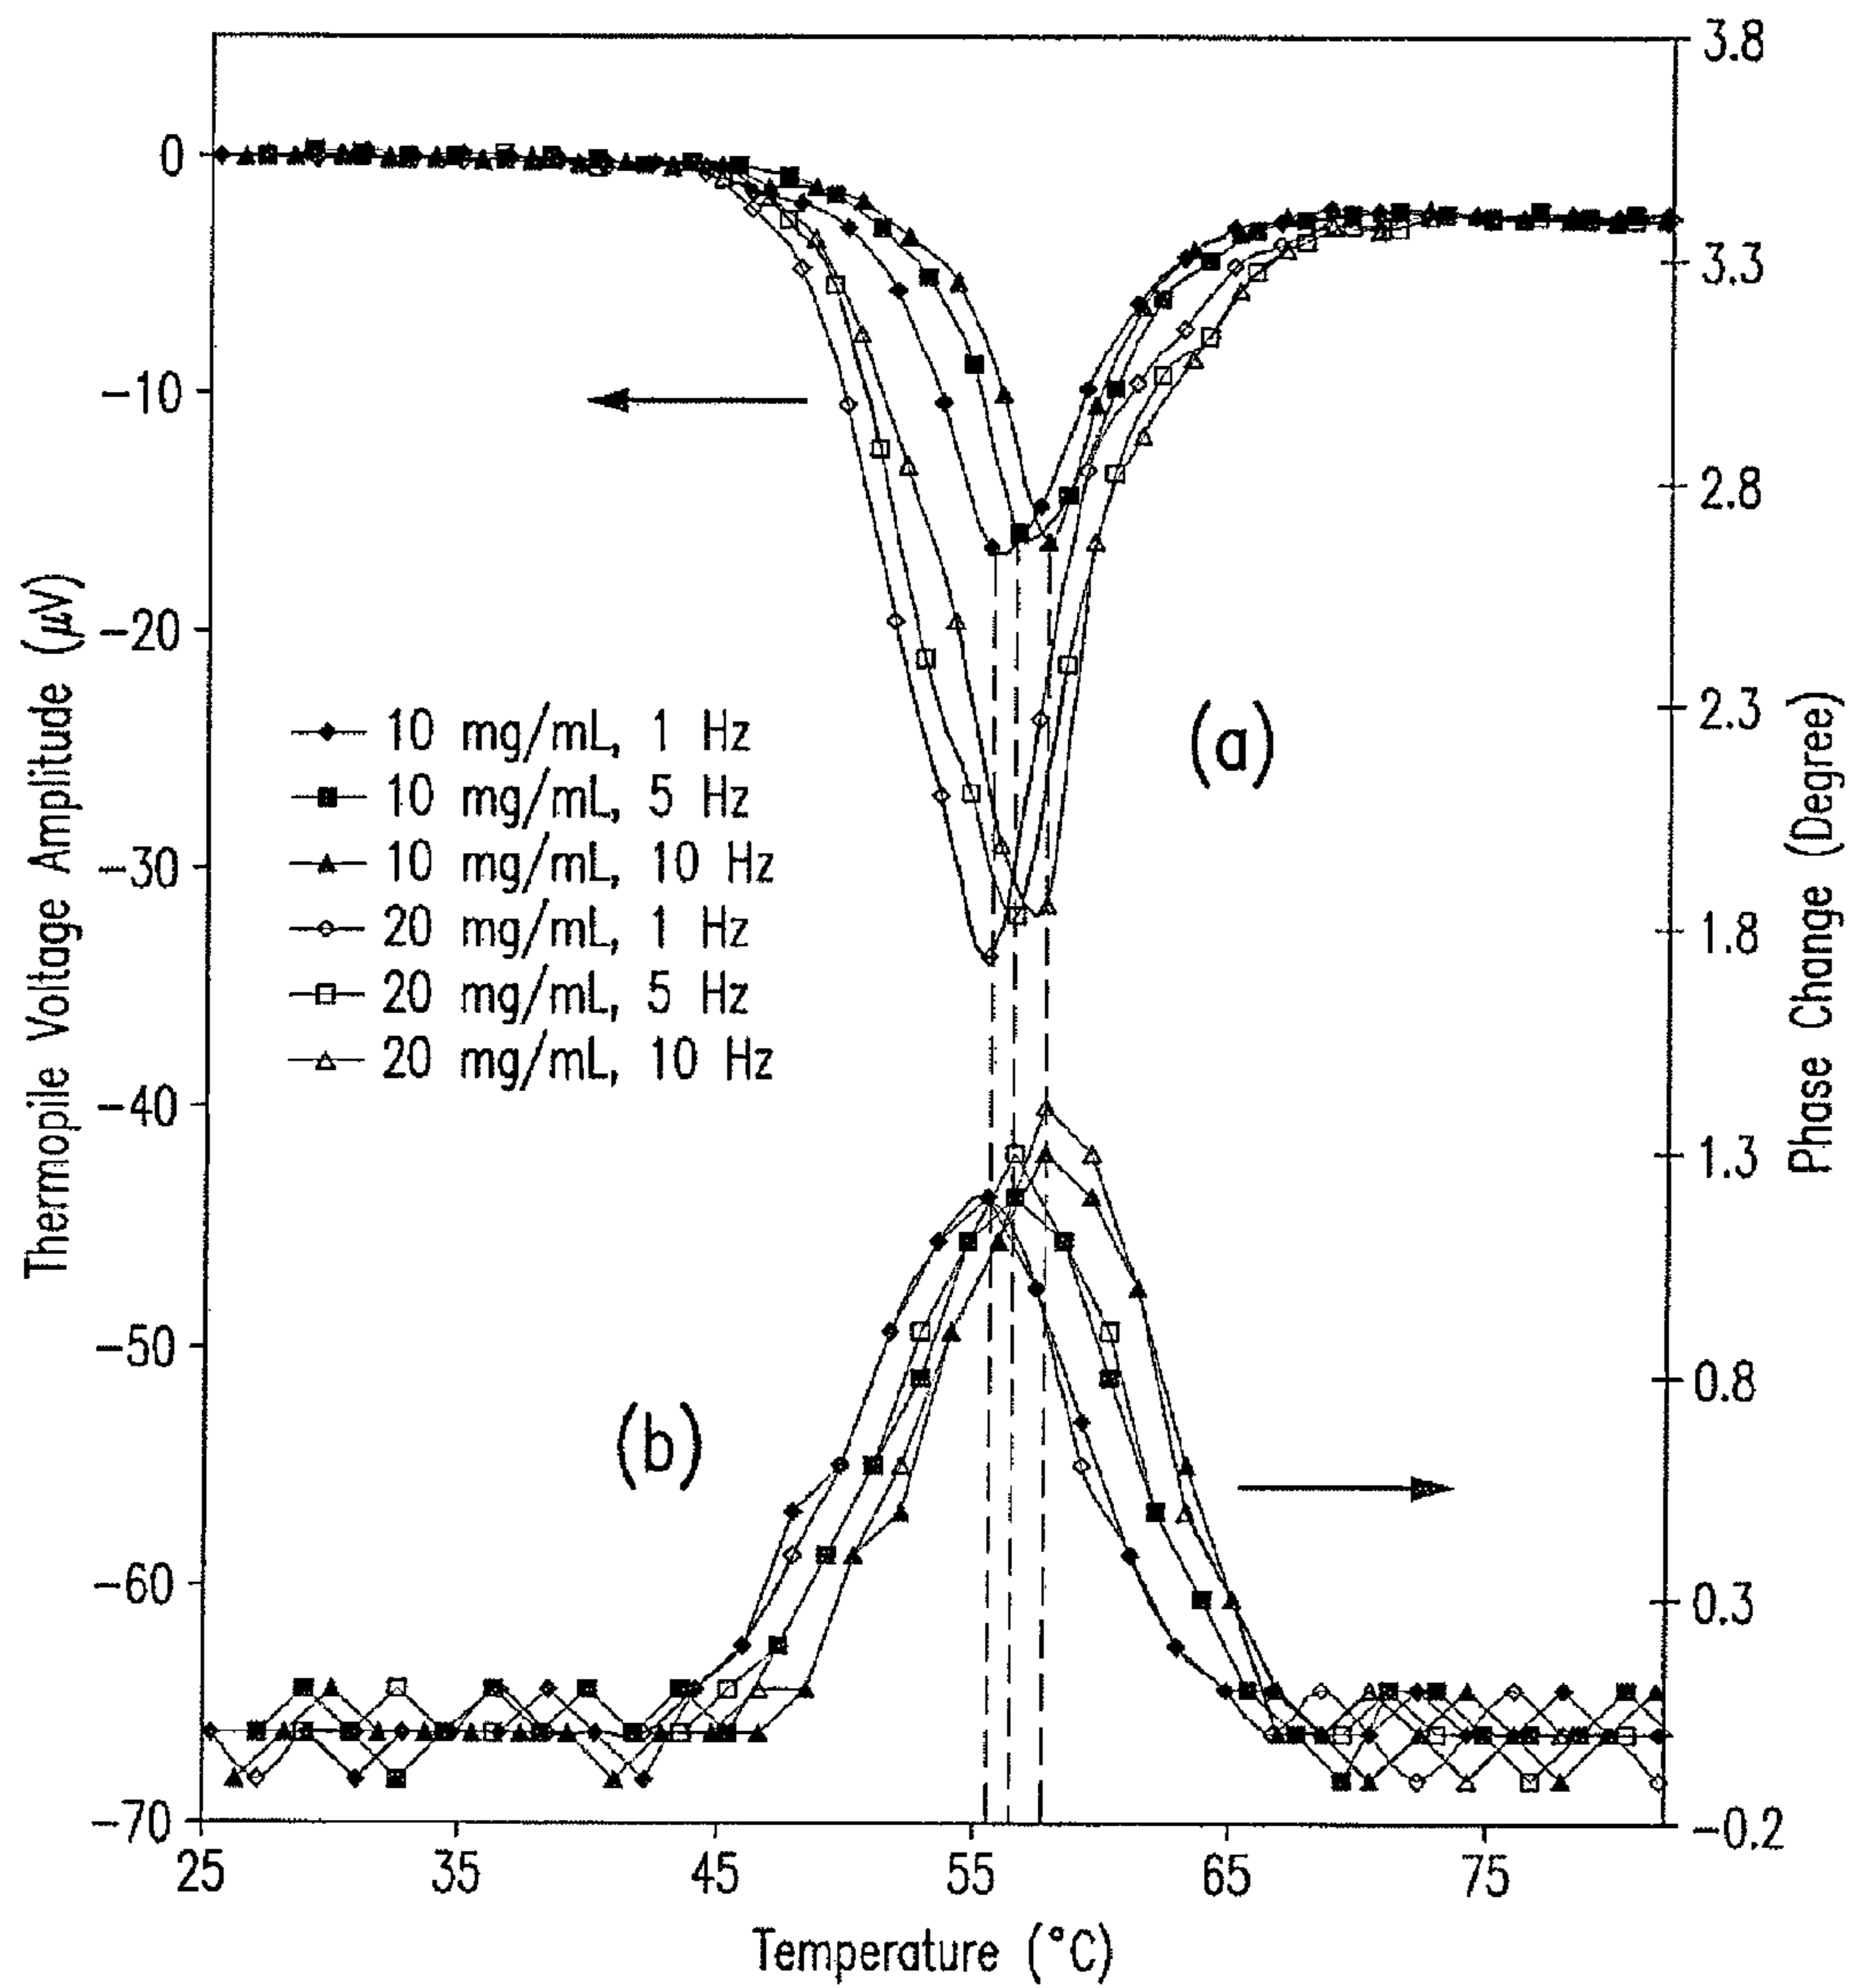 3.8
0
3.3
-10
2.8
-20
2.3
10 mg/mL, 1 Hz
(a)
10 mg/mL, 5 Hz
10 mg/mL, 10 Hz
-30
20 mg/mL, 1 Hz
1.8
20 mg/mL, 5 Hz
20 mg/mL, 10 Hz
-40
1.3
-50
0.8
(b)
-60
0.3
-70
-0.2
25 35 45 55 65 75
Temperature (°C)
Thermopile Voltage Amplitude (μV)
Phase Change (Degree)